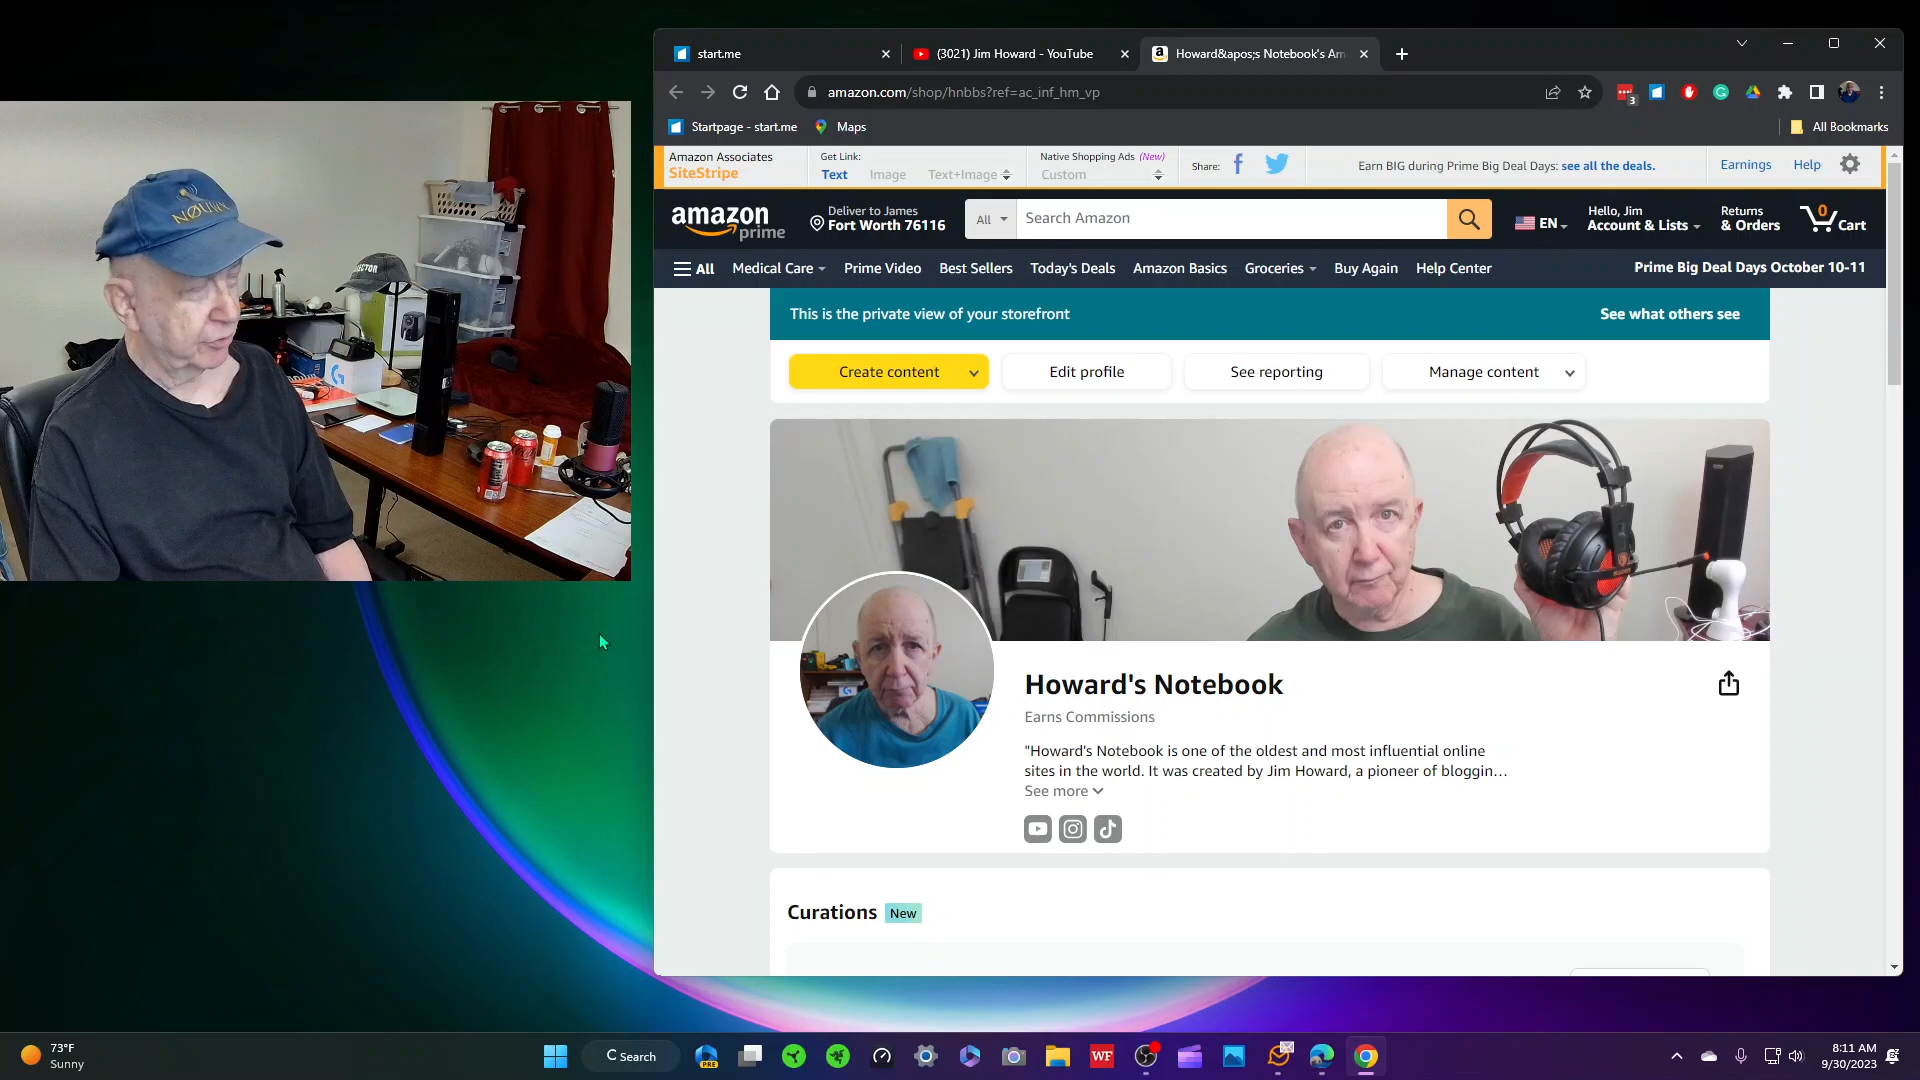 start.me
(3021) Jim Howard - YouTube
Howard&apos;s Notebook's Am
amazon.com/shop/hnbbs?ref=ac_inf_hm_vp
3
Startpage - start.me
Maps
All Bookmarks
Amazon Associates
SiteStripe
Get Link:
Text
Image
Text+Image
Native Shopping Ads (New)
Custom
Share:
Earn BIG during Prime Big Deal Days: see all the deals.
Earnings
Help
amazon
prime
Deliver to James
Fort Worth 76116
All
Search Amazon
EN
Hello, Jim
Account & Lists
Returns
& Orders
0
Cart
All
Medical Care
Prime Video
Best Sellers
Today's Deals
Amazon Basics
Groceries
Buy Again
Help Center
Prime Big Deal Days October 10-11
This is the private view of your storefront
See what others see
Create content
Edit profile
See reporting
Manage content
Howard's Notebook
Earns Commissions
"Howard's Notebook is one of the oldest and most influential online
sites in the world. It was created by Jim Howard, a pioneer of bloggin...
See more
Curations
New
73°F
Sunny
Search
PRE
WF
8:11 AM
9/30/2023